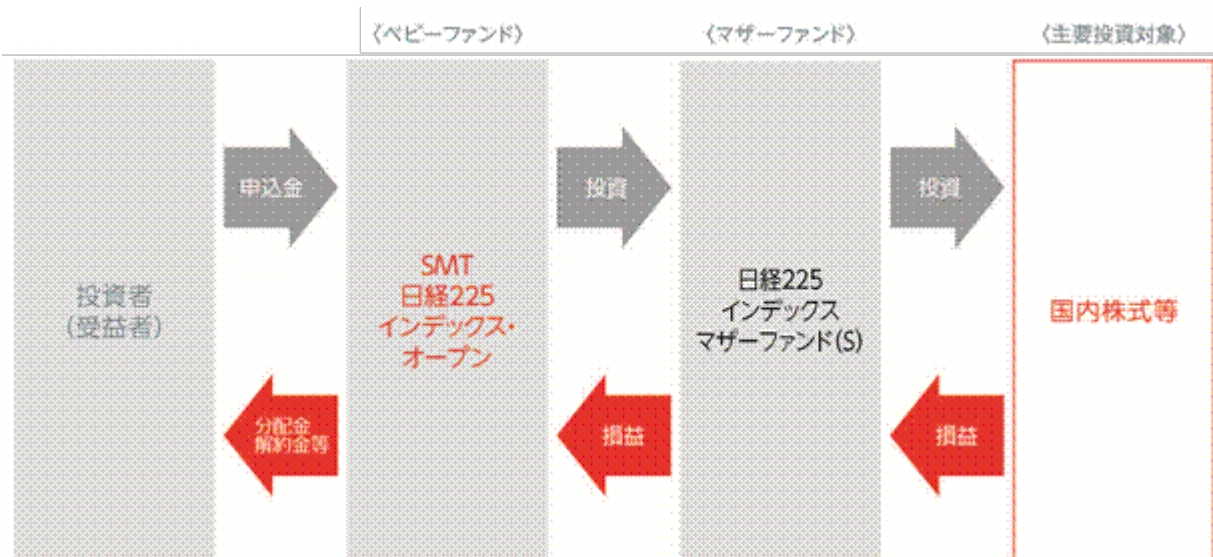 〈ベビーファンド〉
〈マザーファンド〉
〈主要投資対象〉
申込金
投資
投資
投資者
(受益者)
SMT
日経225
インデックス・
オープン
日経225
インデックス
マザーファンド(S)
国内株式等
分配金
解約金等
損益
損益